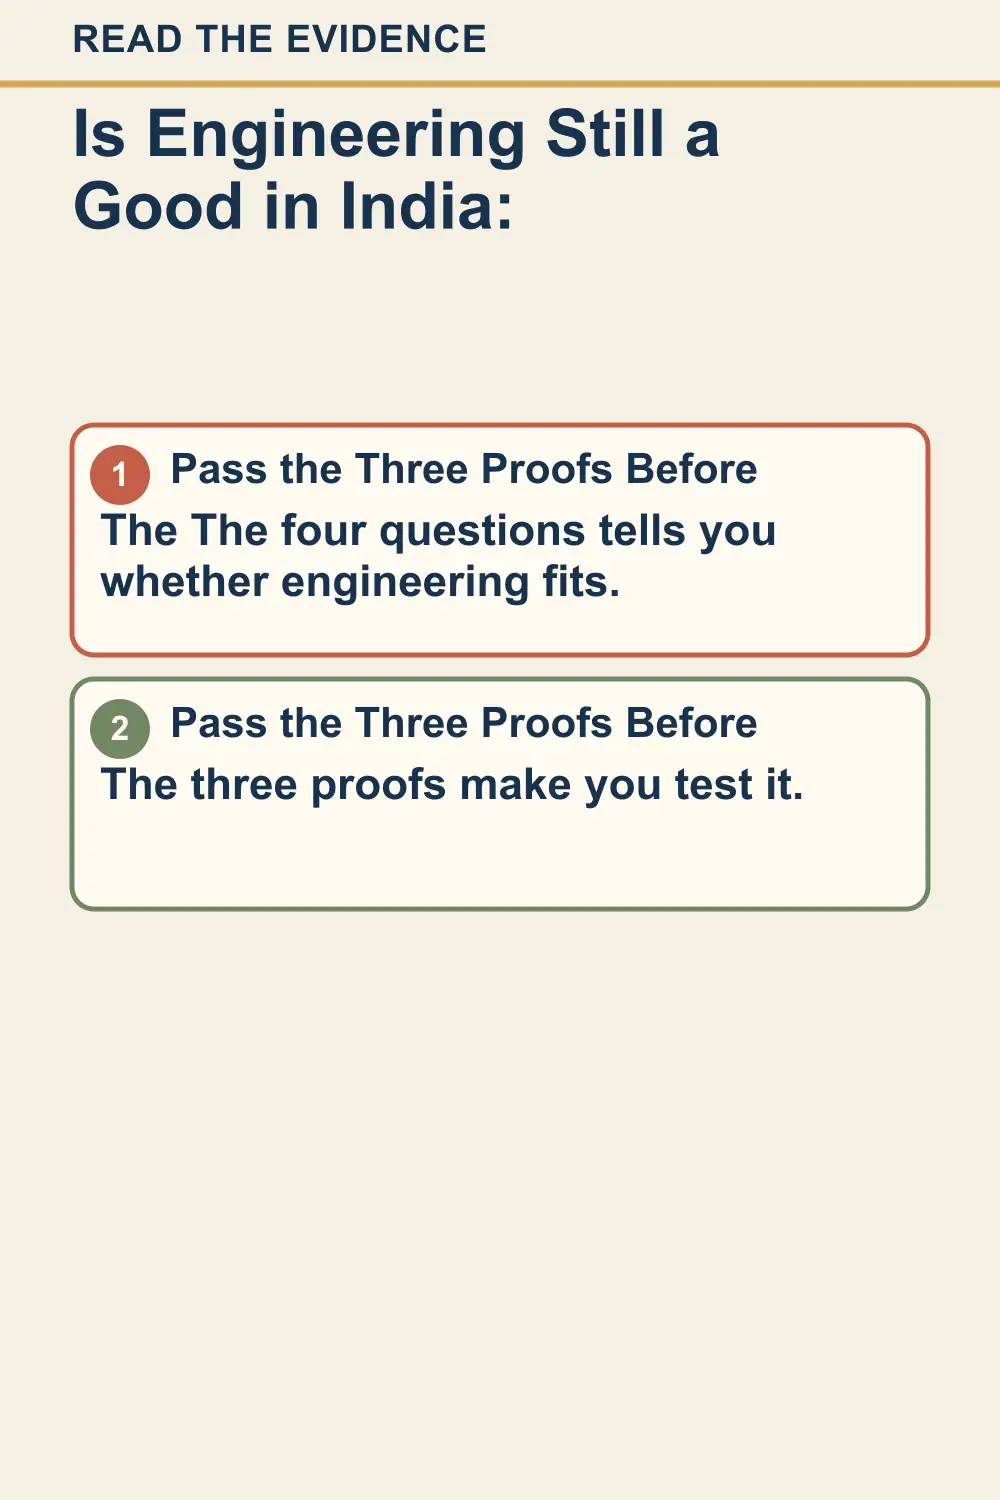 READ THE EVIDENCE
Is Engineering Still a
Good in India:
1 Pass the Three Proofs Before
The The four questions tells you
whether engineering fits.
2 Pass the Three Proofs Before
The three proofs make you test it.